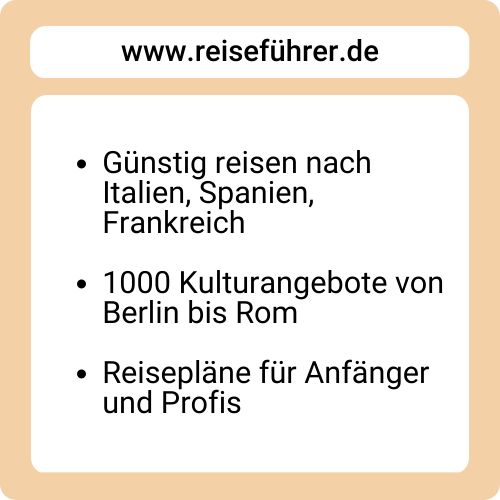 www.reiseführer.de
• Günstig reisen nach
Italien, Spanien,
Frankreich
• 1000 Kulturangebote von
Berlin bis Rom
• Reisepläne für Anfänger
und Profis